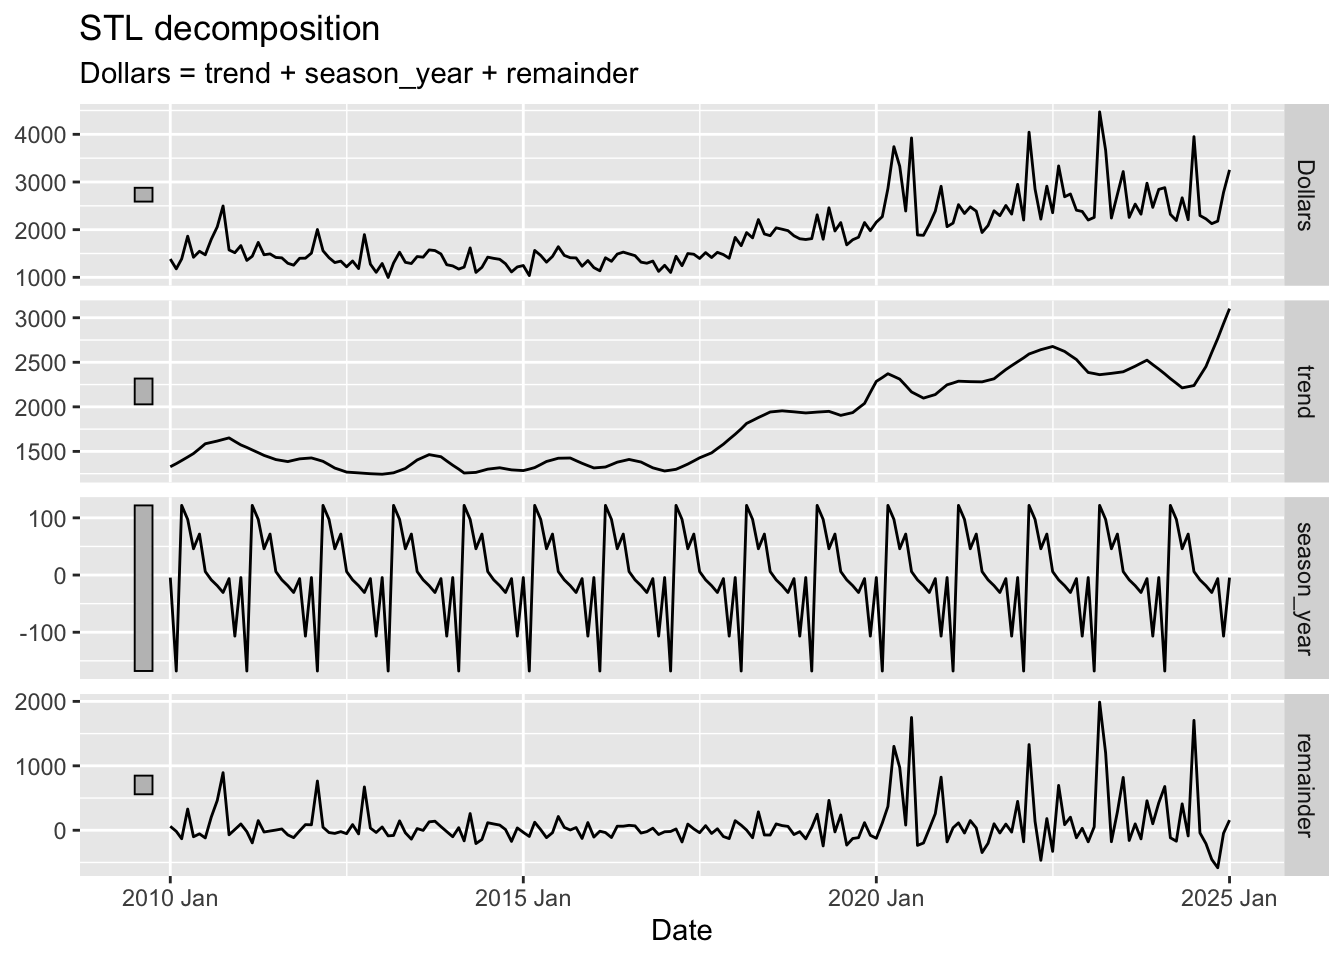 STL decomposition
Dollars = trend + season_year + remainder
4000
3000
2000
1000
Dollars
3000
2500
2000
1500
trend
100
0
-100
season_year
2000
1000
0
remainder
2010 Jan
2015 Jan
2020 Jan
2025 Jan
Date